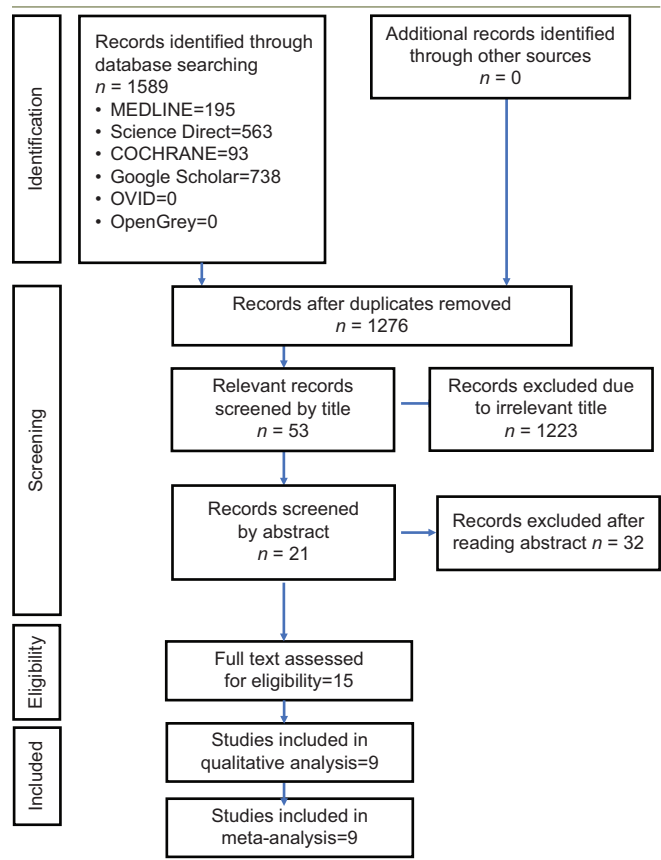 Identification
Records identified through
database searching
n = 1589
• MEDLINE=195
• Science Direct=563
• COCHRANE=93
• Google Scholar=738
• OVID=0
• OpenGrey=0
Additional records identified
through other sources
n = 0
Screening
Records after duplicates removed
n = 1276
Relevant records
screened by title
n = 53
Records excluded due
to irrelevant title
n = 1223
Records screened
by abstract
n = 21
Records excluded after
reading abstract n = 32
Eligibility
Full text assessed
for eligibility=15
Included
Studies included in
qualitative analysis=9
Studies included in
meta-analysis=9